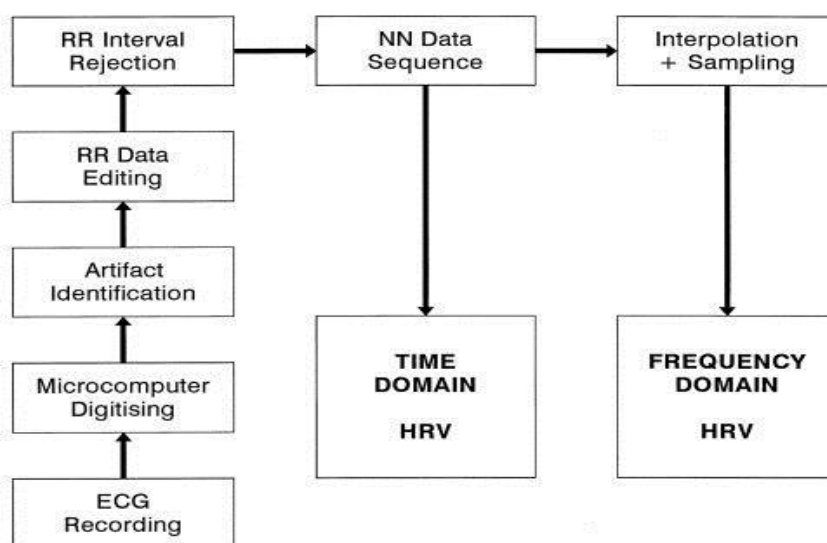 RR Interval
Rejection
NN Data
Sequence
Interpolation
+ Sampling
RR Data
Editing
Artifact
Identification
Microcomputer
Digitising
ECG
Recording
TIME
DOMAIN
HRV
FREQUENCY
DOMAIN
HRV